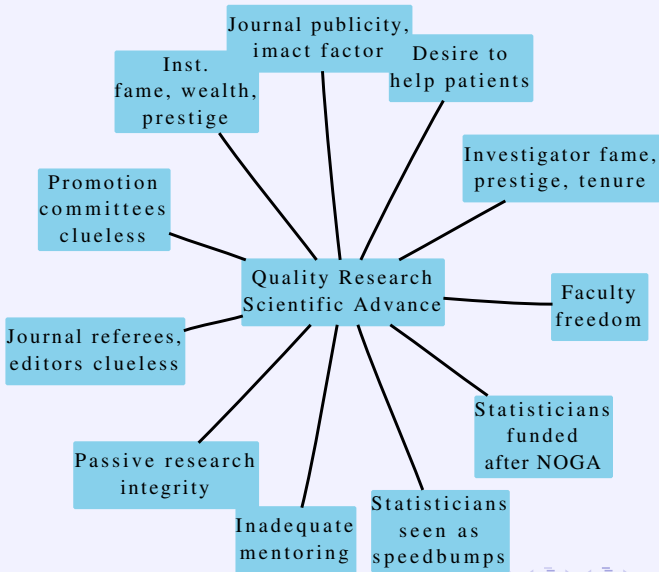 Journal publicity,
imact factor
Desire to
help patients
Inst.
fame, wealth,
prestige
Investigator fame,
prestige, tenure
Promotion
committees
clueless
Quality Research
Scientific Advance
Faculty
freedom
Journal referees,
editors clueless
Statisticians
funded
after NOGA
Passive research
integrity
Inadequate
mentoring
Statisticians
seen as
speedbumps